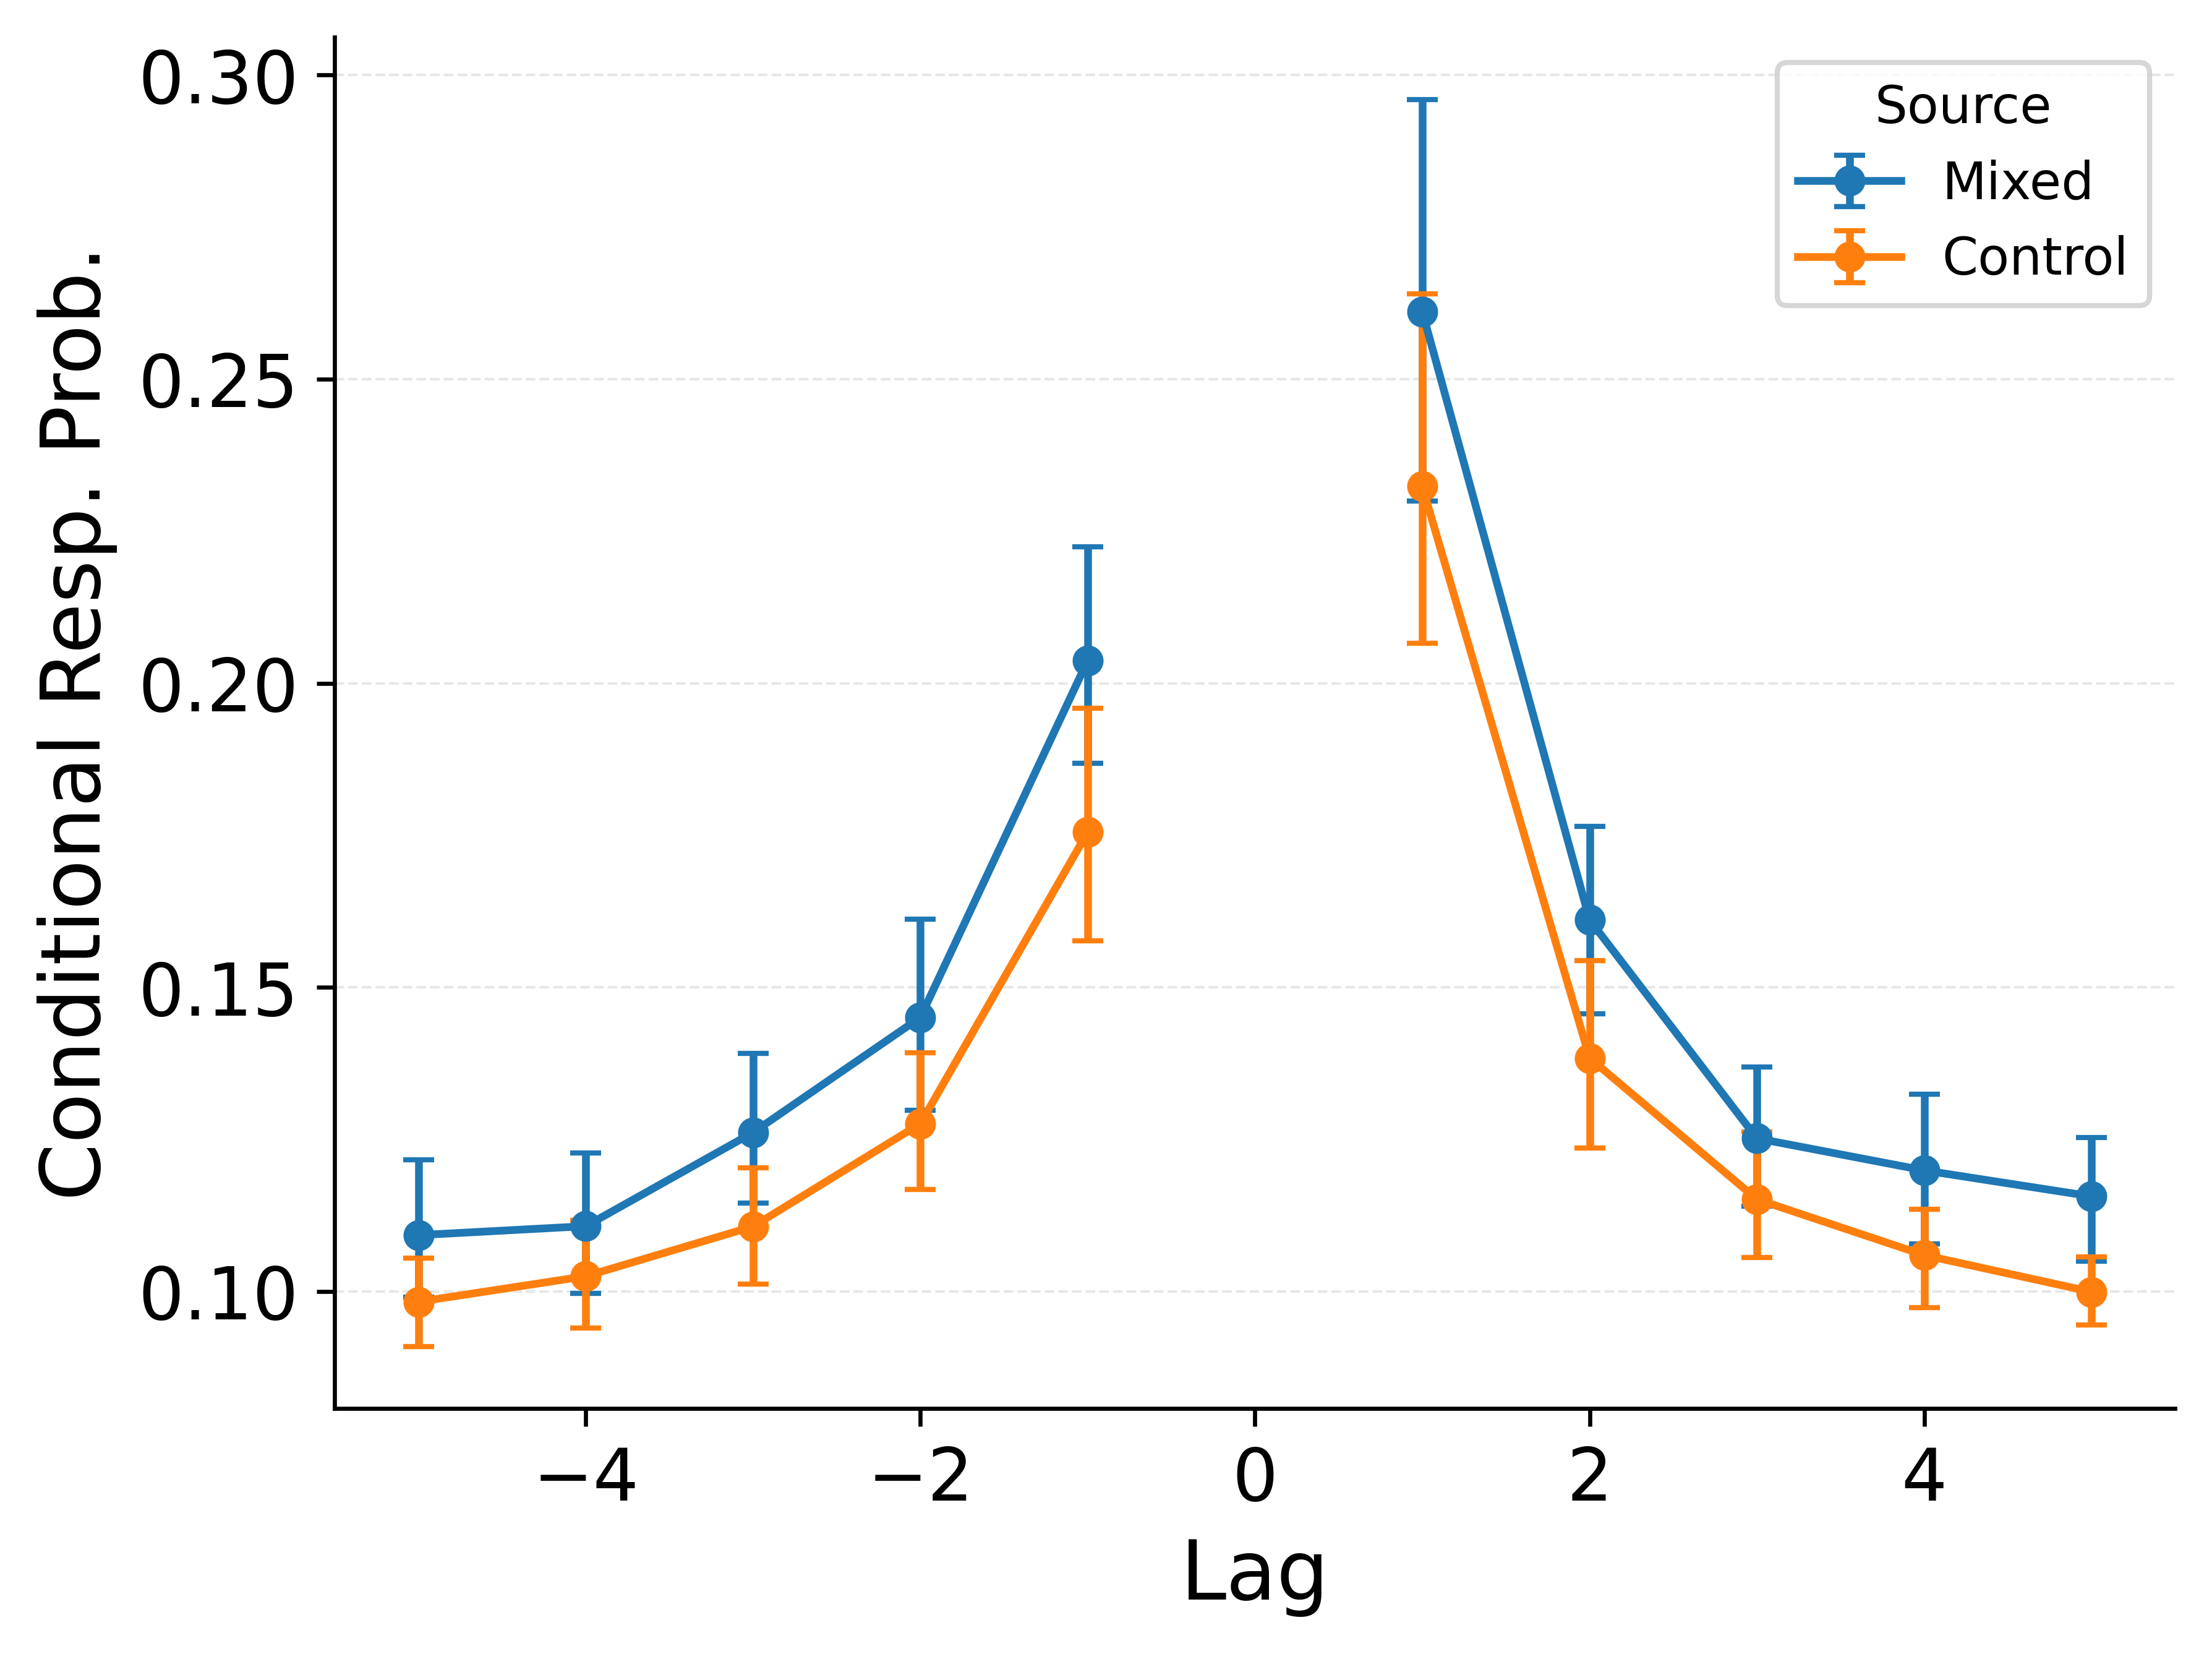 Conditional Resp. Prob.
0.30
0.25
0.20
0.15
0.10
Source
Mixed
Control
−4 −2 0 2 4
Lag